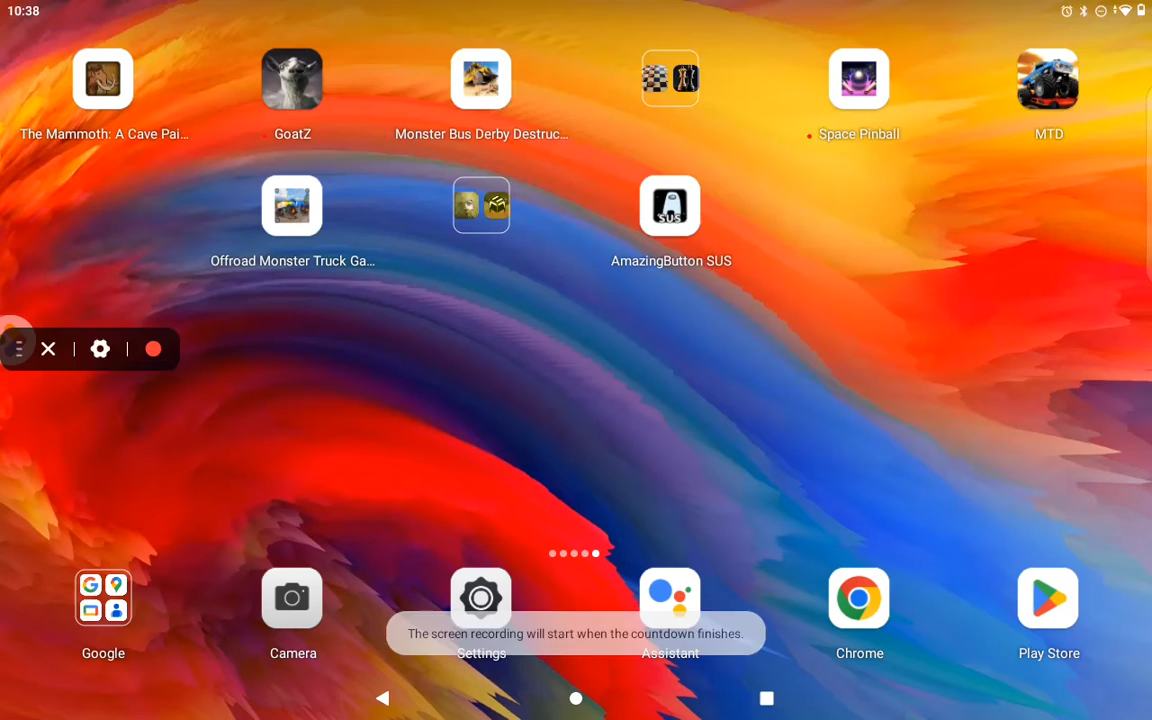 10:38
The Mammoth: A Cave Pai...
GoatZ
Monster Bus Derby Destruc...
Space Pinball
MTD
Offroad Monster Truck Ga...
SUS
AmazingButton SUS
The screen recording will start when the countdown finishes.
Google
Camera
Settings
Assistant
Chrome
Play Store